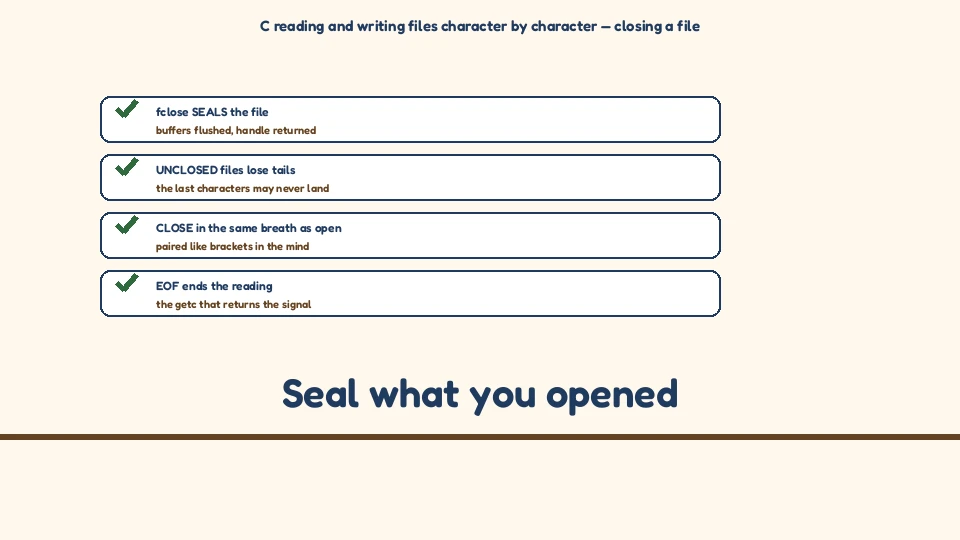 C reading and writing files character by character — closing a file
fclose SEALS the file
buffers flushed, handle returned
UNCLOSED files lose tails
the last characters may never land
CLOSE in the same breath as open
paired like brackets in the mind
EOF ends the reading
the getc that returns the signal
Seal what you opened